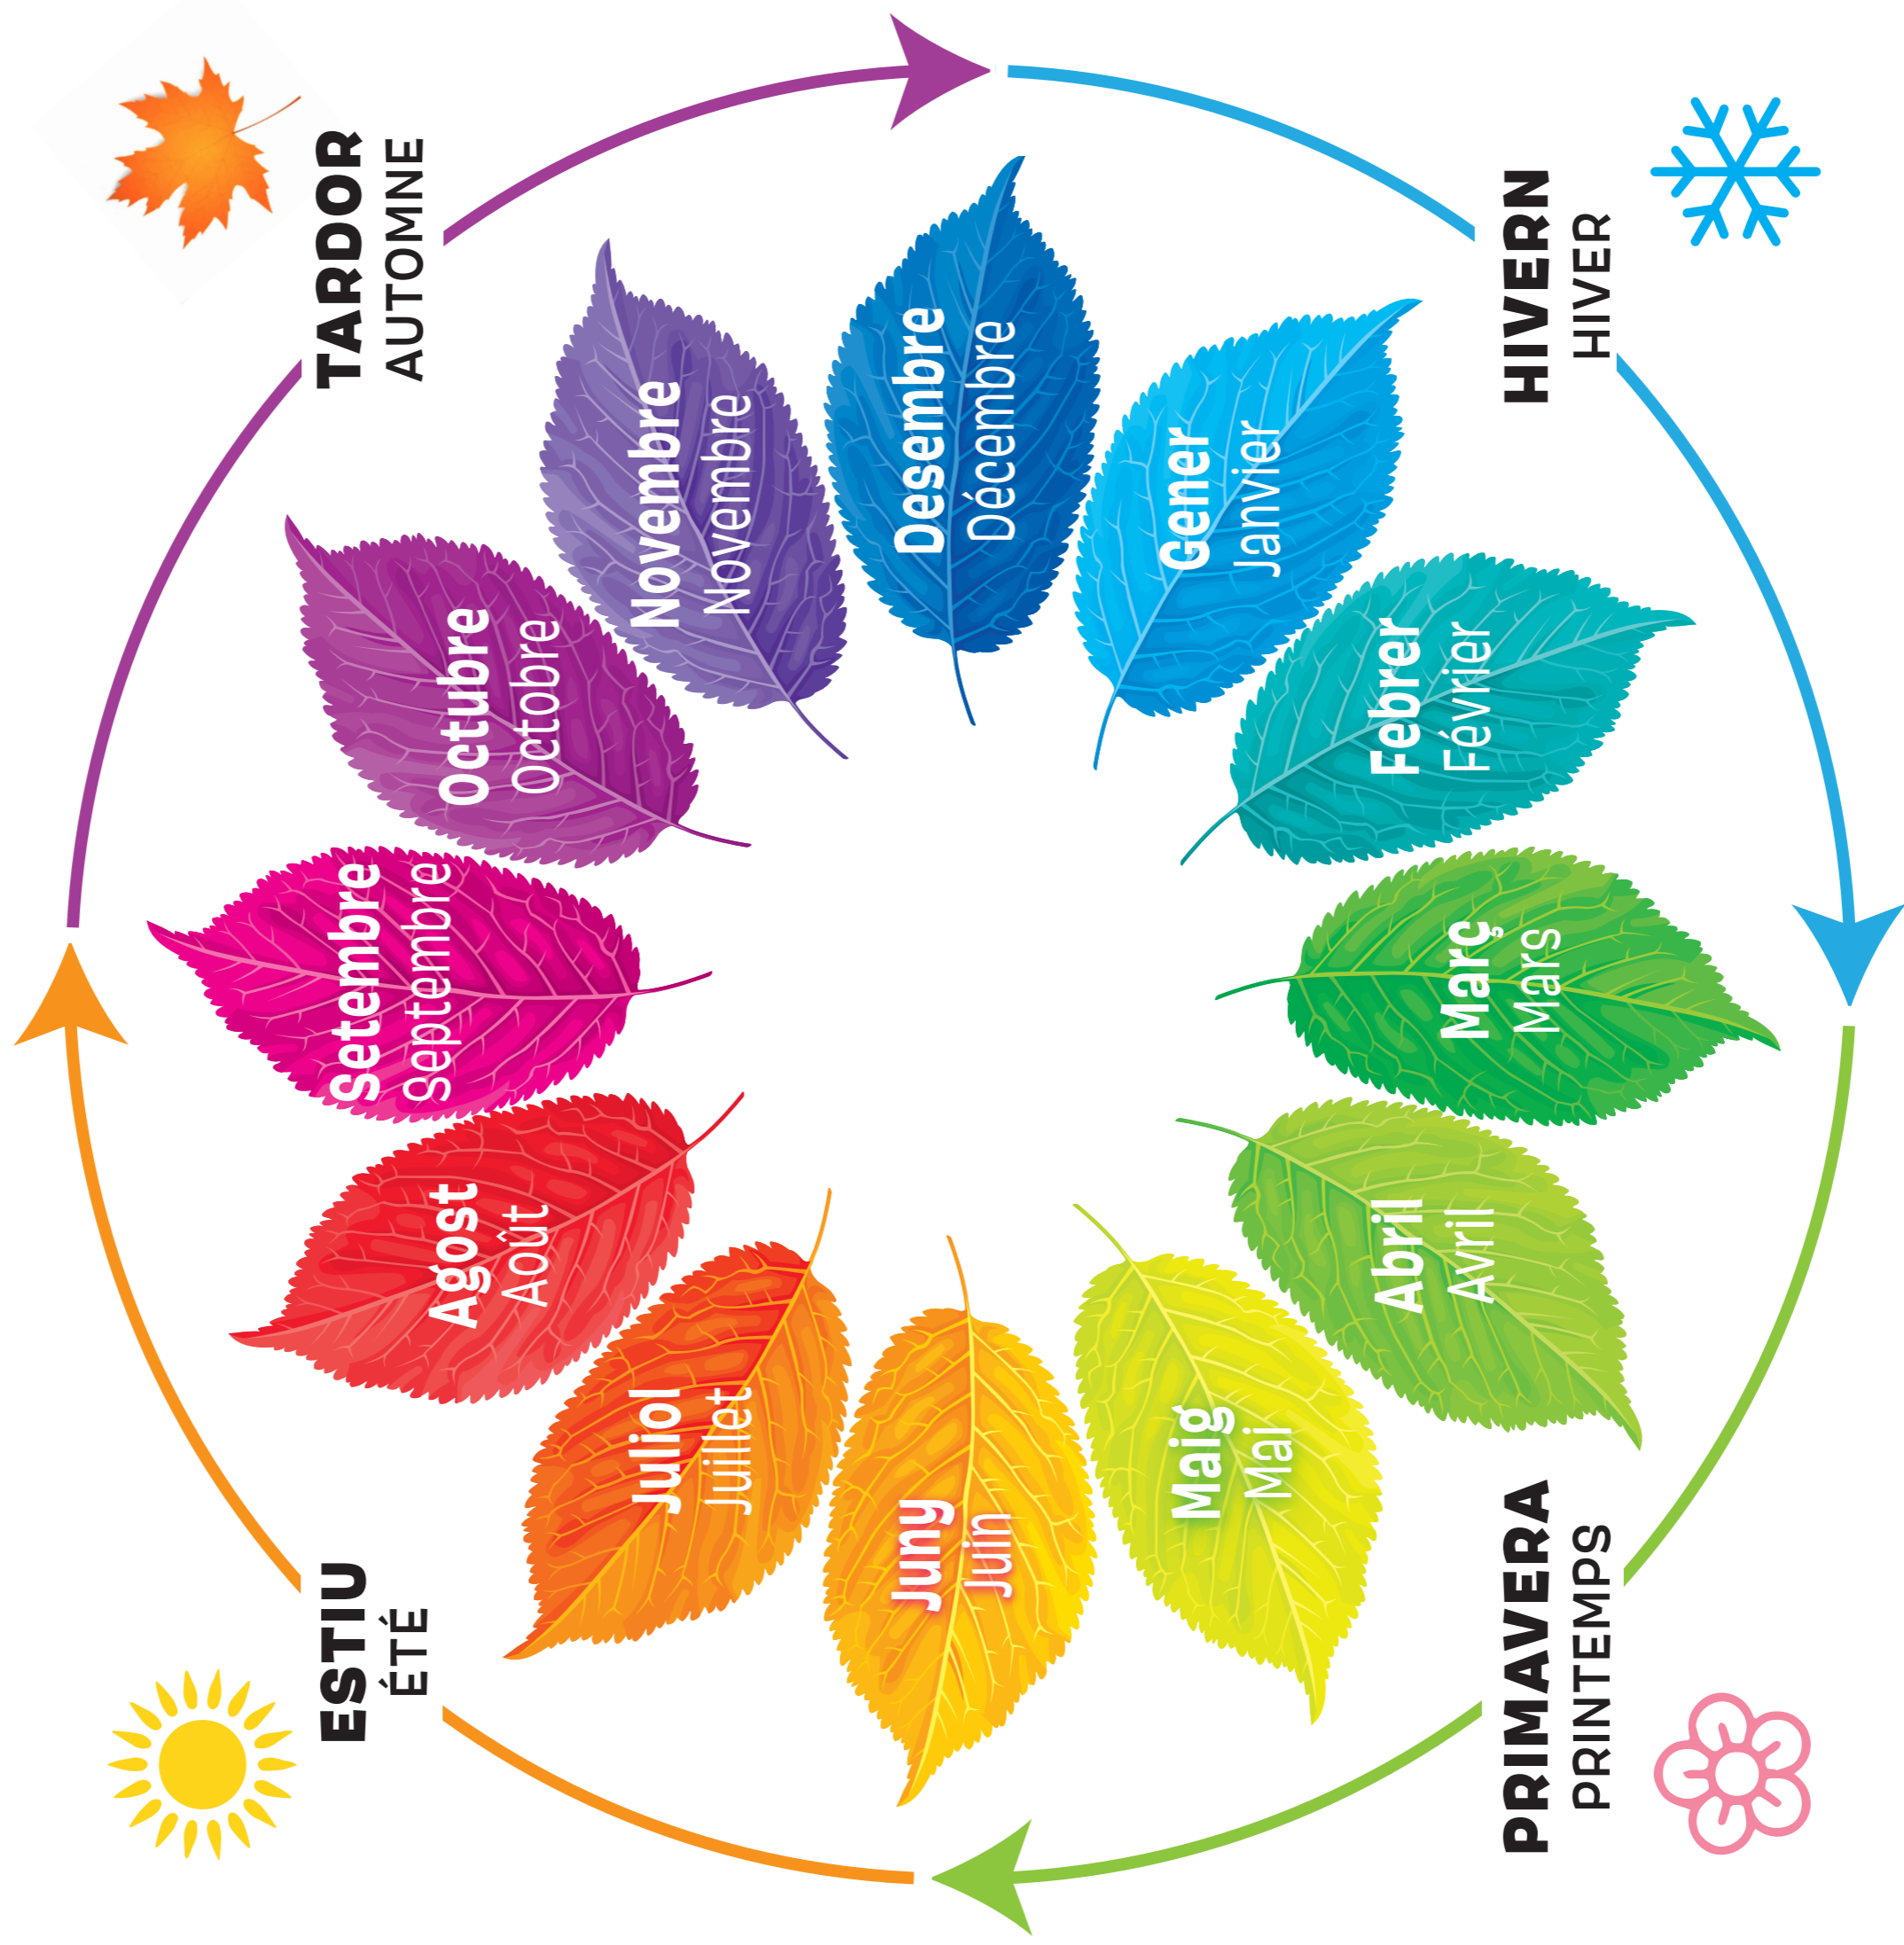 TARDOR
AUTOMNE
HIVERN
HIVER
PRIMAVERA
PRINTEMPS
ESTIU
ÉTÉ
Desembre
Décembre
Gener
Janvier
Febrer
Février
Març
Mars
Abril
Avril
Maig
Mai
Juny
Juin
Juliol
Juillet
Agost
Août
Setembre
Septembre
Octubre
Octobre
Novembre
Novembre